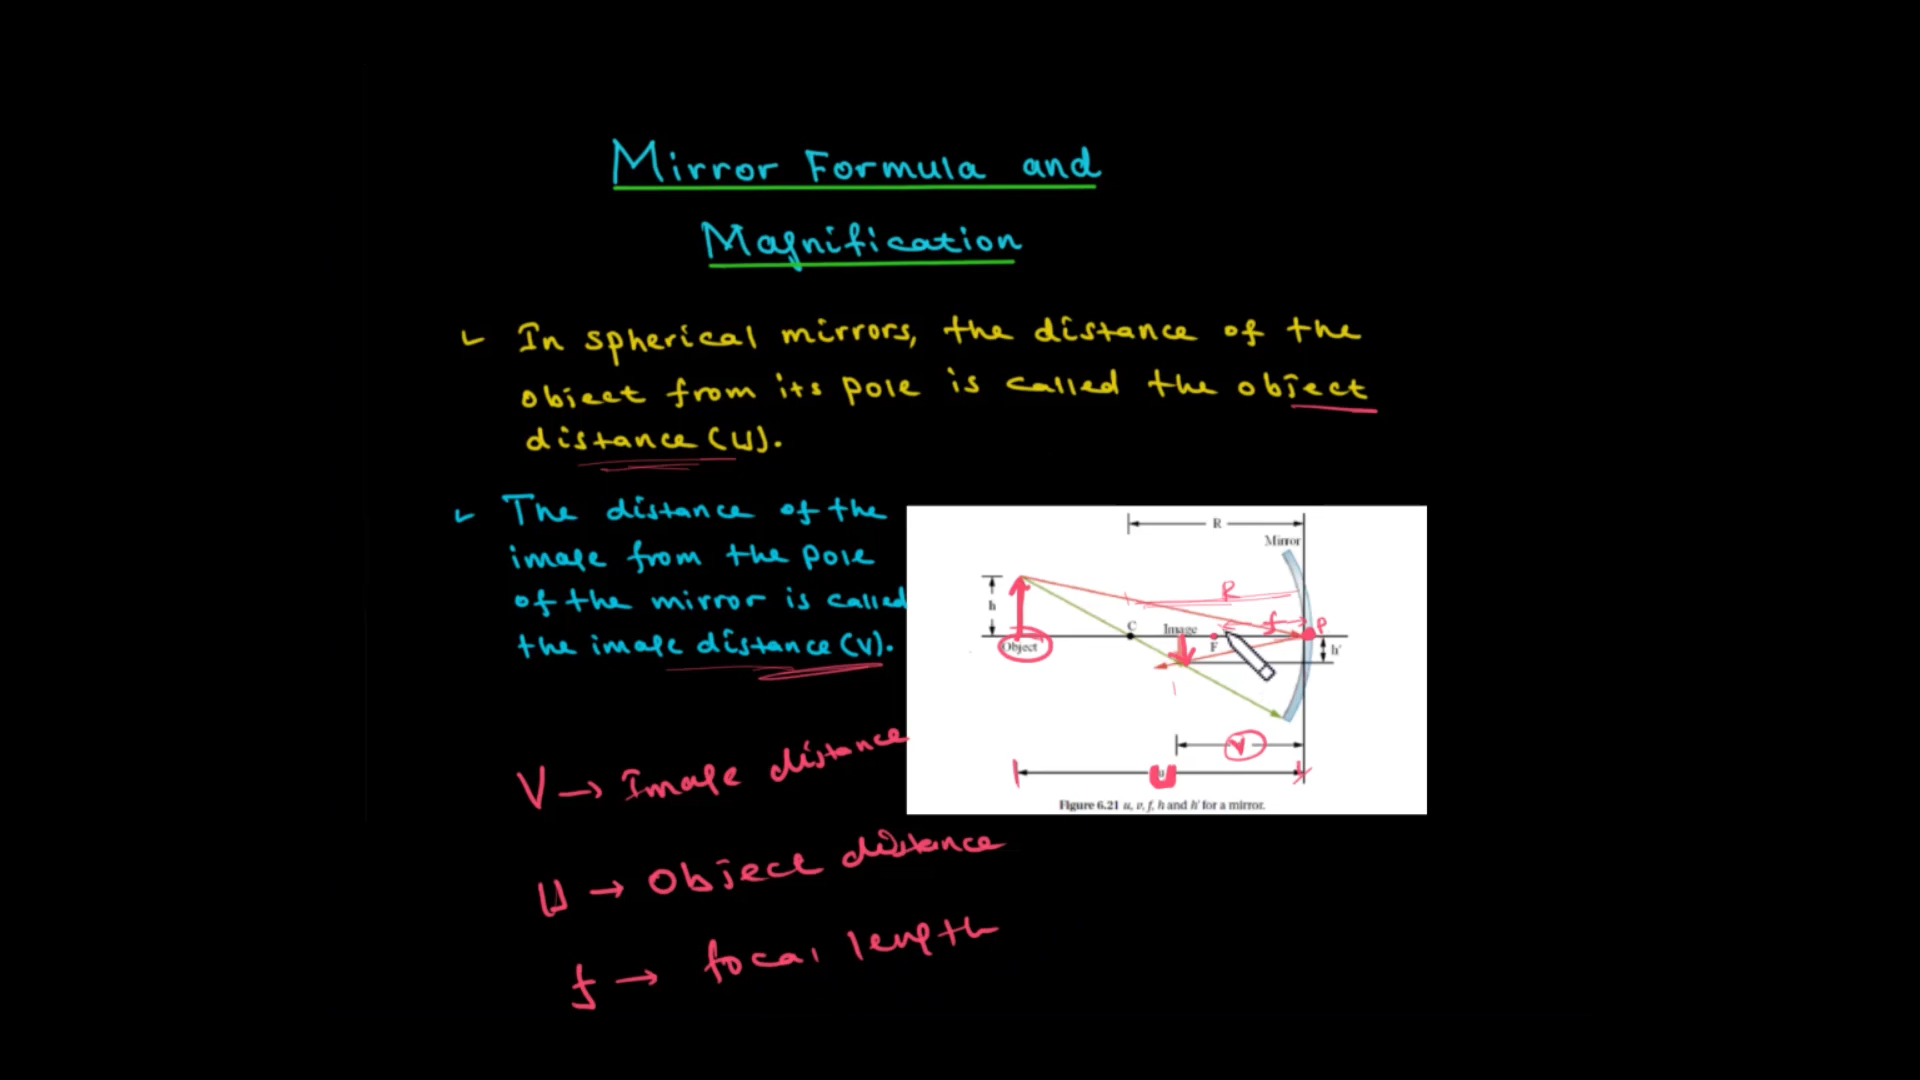 Mirror Formula and
Magnification
In spherical mirrors, the distance of the
object from its pole is called the object
distance (u).
The distance of the
image from the pole
of the mirror is called
the image distance (v).
R
Mirror
R
h
f
P
C
Image
F
Object
h'
v
u
Figure 6.21 u, v, f, h and h' for a mirror.
V → Image distance
u → Object distance
f → focal length